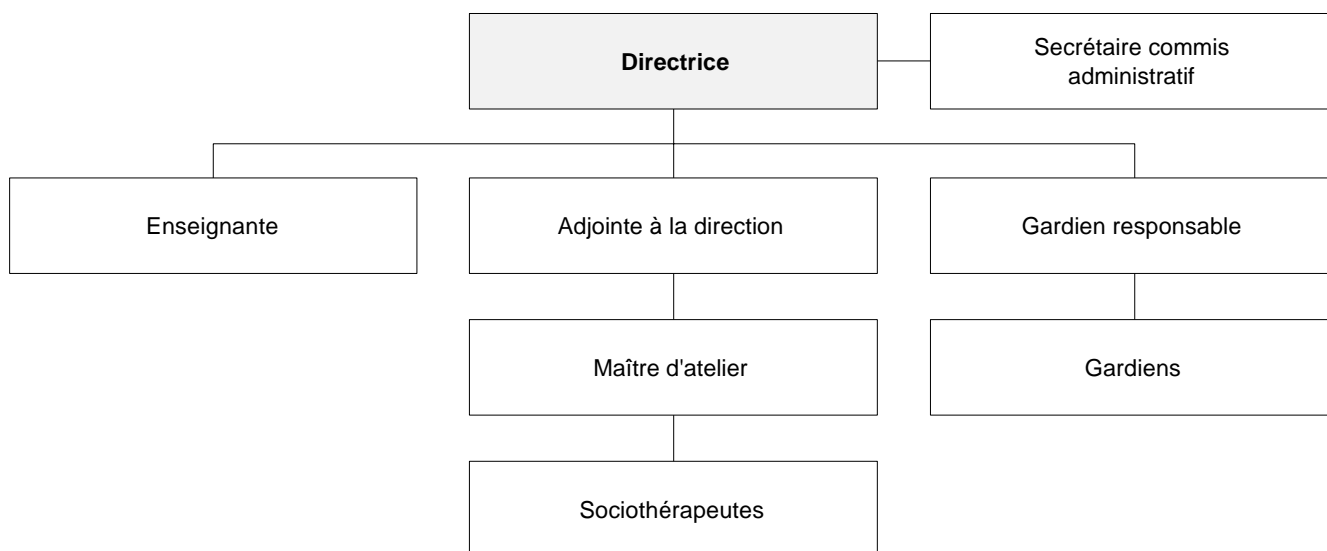 Directrice
Secrétaire commis
administratif
Enseignante
Adjointe à la direction
Gardien responsable
Maître d'atelier
Gardiens
Sociothérapeutes